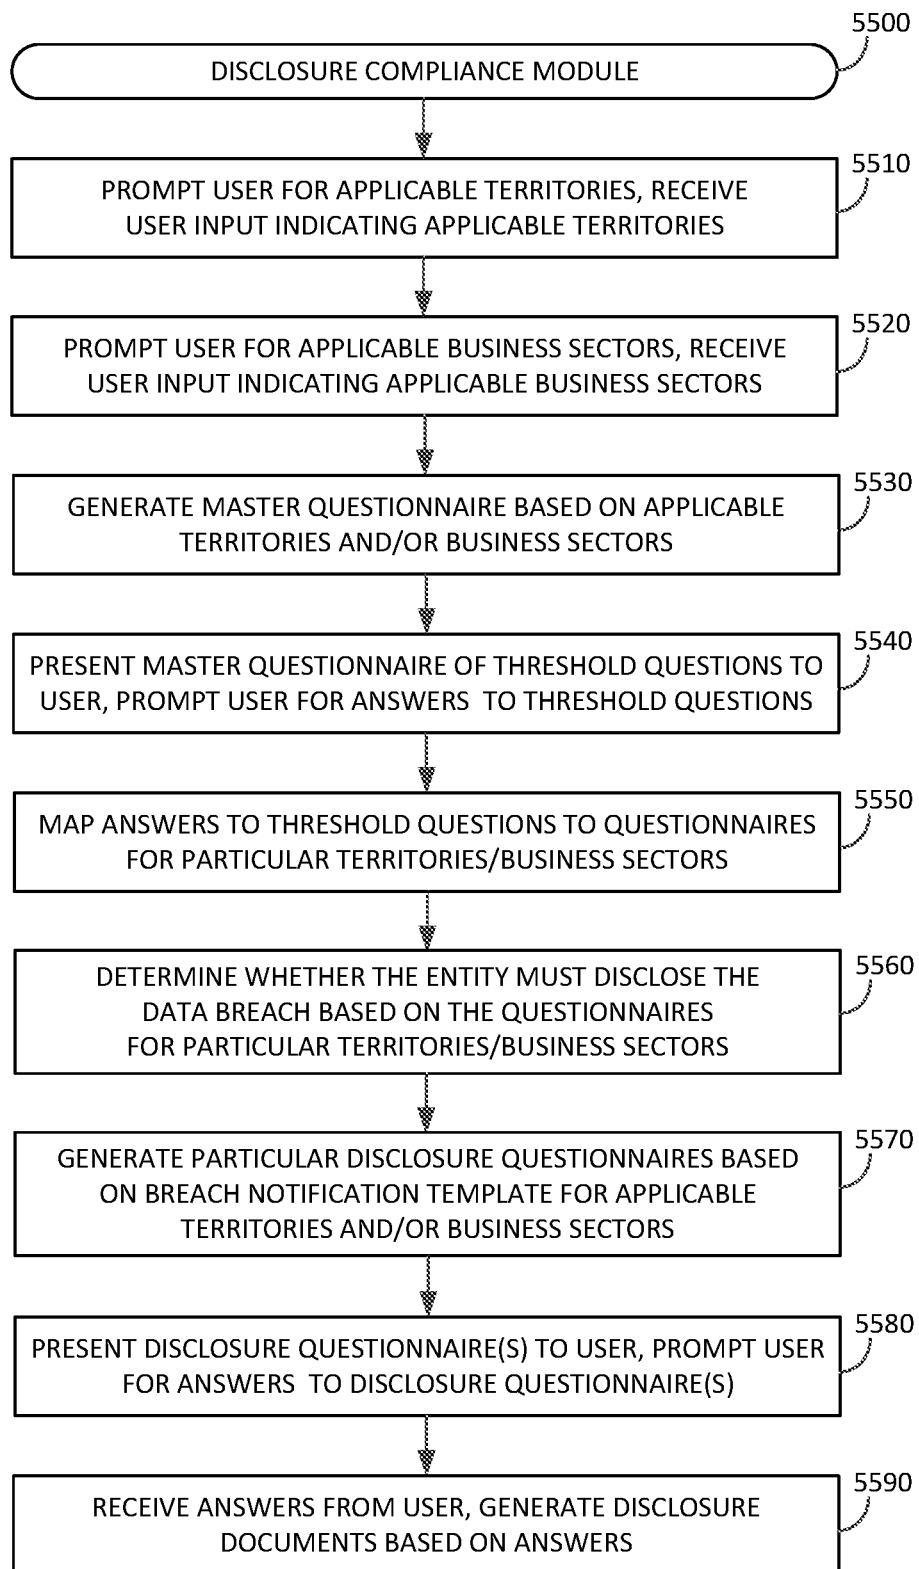 5500
DISCLOSURE COMPLIANCE MODULE
5510
PROMPT USER FOR APPLICABLE TERRITORIES, RECEIVE
USER INPUT INDICATING APPLICABLE TERRITORIES
5520
PROMPT USER FOR APPLICABLE BUSINESS SECTORS, RECEIVE
USER INPUT INDICATING APPLICABLE BUSINESS SECTORS
5530
GENERATE MASTER QUESTIONNAIRE BASED ON APPLICABLE
TERRITORIES AND/OR BUSINESS SECTORS
5540
PRESENT MASTER QUESTIONNAIRE OF THRESHOLD QUESTIONS TO
USER, PROMPT USER FOR ANSWERS TO THRESHOLD QUESTIONS
5550
MAP ANSWERS TO THRESHOLD QUESTIONS TO QUESTIONNAIRES
FOR PARTICULAR TERRITORIES/BUSINESS SECTORS
5560
DETERMINE WHETHER THE ENTITY MUST DISCLOSE THE
DATA BREACH BASED ON THE QUESTIONNAIRES
FOR PARTICULAR TERRITORIES/BUSINESS SECTORS
5570
GENERATE PARTICULAR DISCLOSURE QUESTIONNAIRES BASED
ON BREACH NOTIFICATION TEMPLATE FOR APPLICABLE
TERRITORIES AND/OR BUSINESS SECTORS
5580
PRESENT DISCLOSURE QUESTIONNAIRE(S) TO USER, PROMPT USER
FOR ANSWERS TO DISCLOSURE QUESTIONNAIRE(S)
5590
RECEIVE ANSWERS FROM USER, GENERATE DISCLOSURE
DOCUMENTS BASED ON ANSWERS